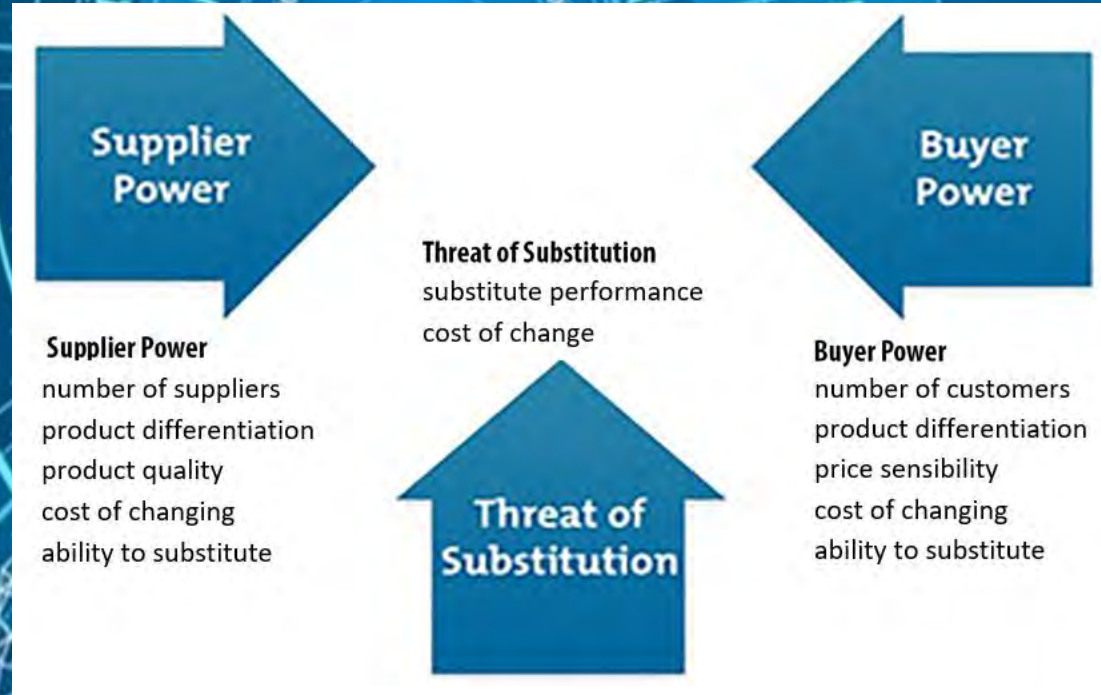 Supplier
Power
Buyer
Power
Threat of Substitution
substitute performance
cost of change
Supplier Power
number of suppliers
product differentiation
product quality
cost of changing
ability to substitute
Buyer Power
number of customers
product differentiation
price sensibility
cost of changing
ability to substitute
Threat of
Substitution